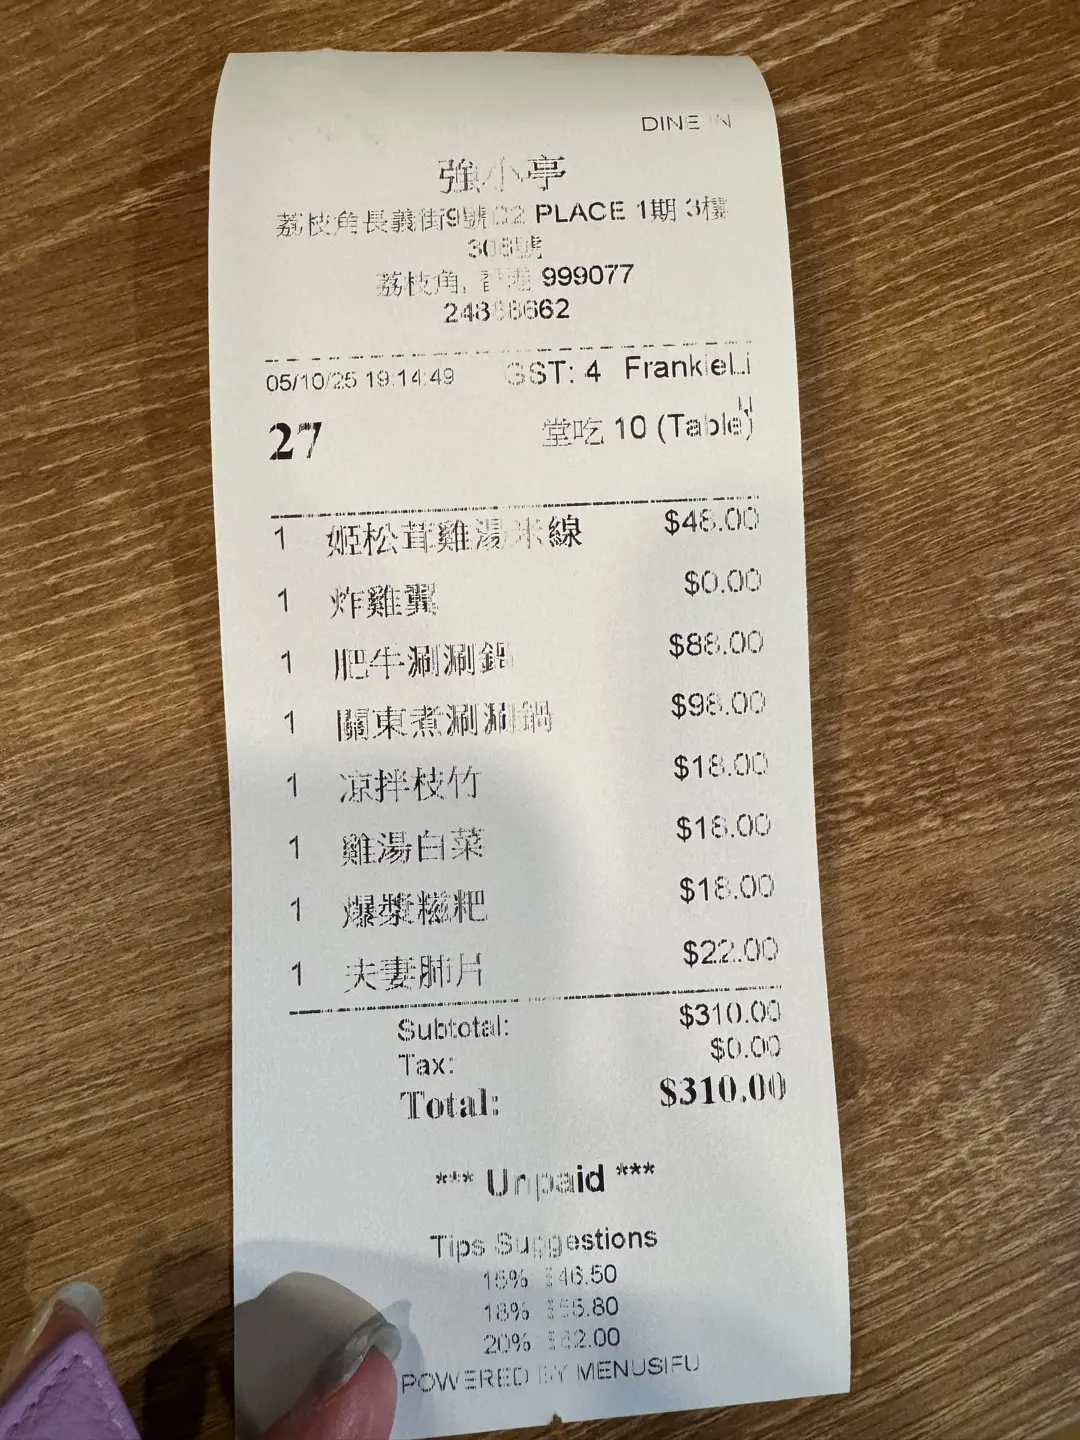 DINE IN
強小亭
荔枝角長義街9號D2 PLACE 1期 3樓
308號
荔枝角, 香港 999077
24888662
05/10/25 19:14:49 GST: 4 FrankieLi
27 堂吃 10 (Table)
1 姬松茸雞湯米線 $48.00
1 炸雞翼 $0.00
1 肥牛涮涮鍋 $88.00
1 關東煮涮涮鍋 $98.00
1 凉拌枝竹 $18.00
1 雞湯白菜 $18.00
1 爆漿糍粑 $18.00
1 夫妻肺片 $22.00
Subtotal: $310.00
Tax: $0.00
Total: $310.00
*** Unpaid ***
Tips Suggestions
15% $46.50
18% $55.80
20% $62.00
POWERED BY MENUSIFU